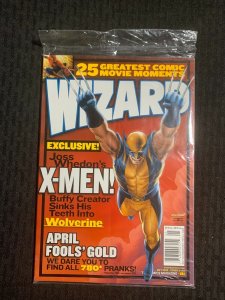 25 GREATEST COMIC
MOVIE MOMENTS
WIZARD
EXCLUSIVE!
Joss
Whedon's
X-MEN!
Buffy Creator
Sinks His
Teeth Into
Wolverine
APRIL
FOOLS' GOLD
WE DARE YOU TO
FIND ALL 780+ PRANKS!